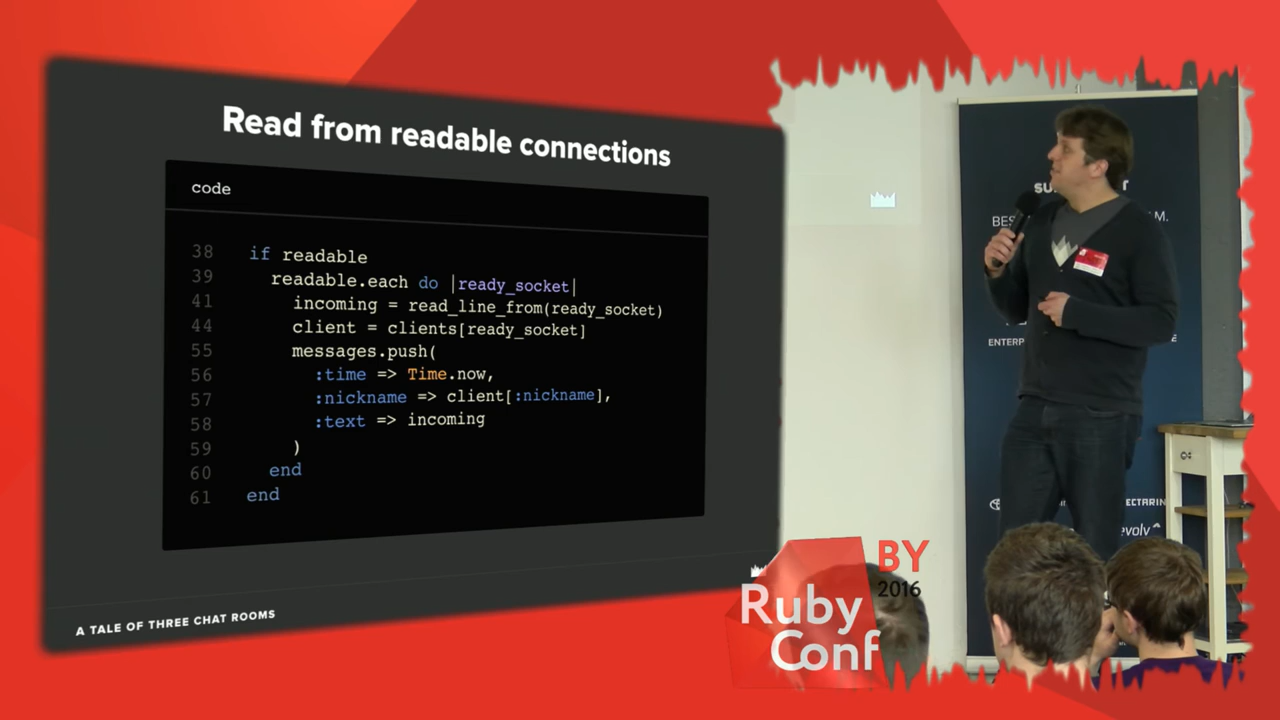 Read from readable connections
code
38 if readable
39 readable.each do |ready_socket|
41 incoming = read_line_from(ready_socket)
44 client = clients[ready_socket]
55 messages.push(
56 :time => Time.now,
57 :nickname => client[:nickname],
58 :text => incoming
59 )
60 end
61 end
A TALE OF THREE CHAT ROOMS
BY
2016
Ruby
Conf
BES
M.
ENTERP
E
ECTARIN
evolv